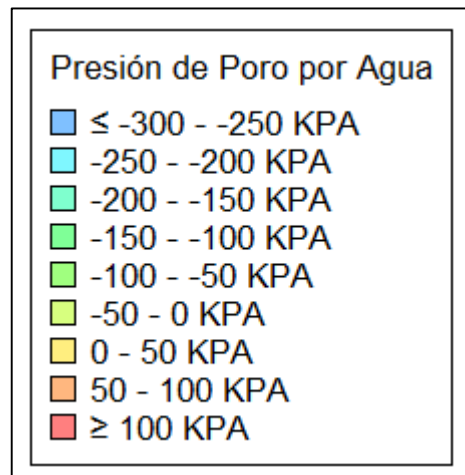 Presión de Poro por Agua
≤ -300 - -250 KPA
-250 - -200 KPA
-200 - -150 KPA
-150 - -100 KPA
-100 - -50 KPA
-50 - 0 KPA
0 - 50 KPA
50 - 100 KPA
≥ 100 KPA